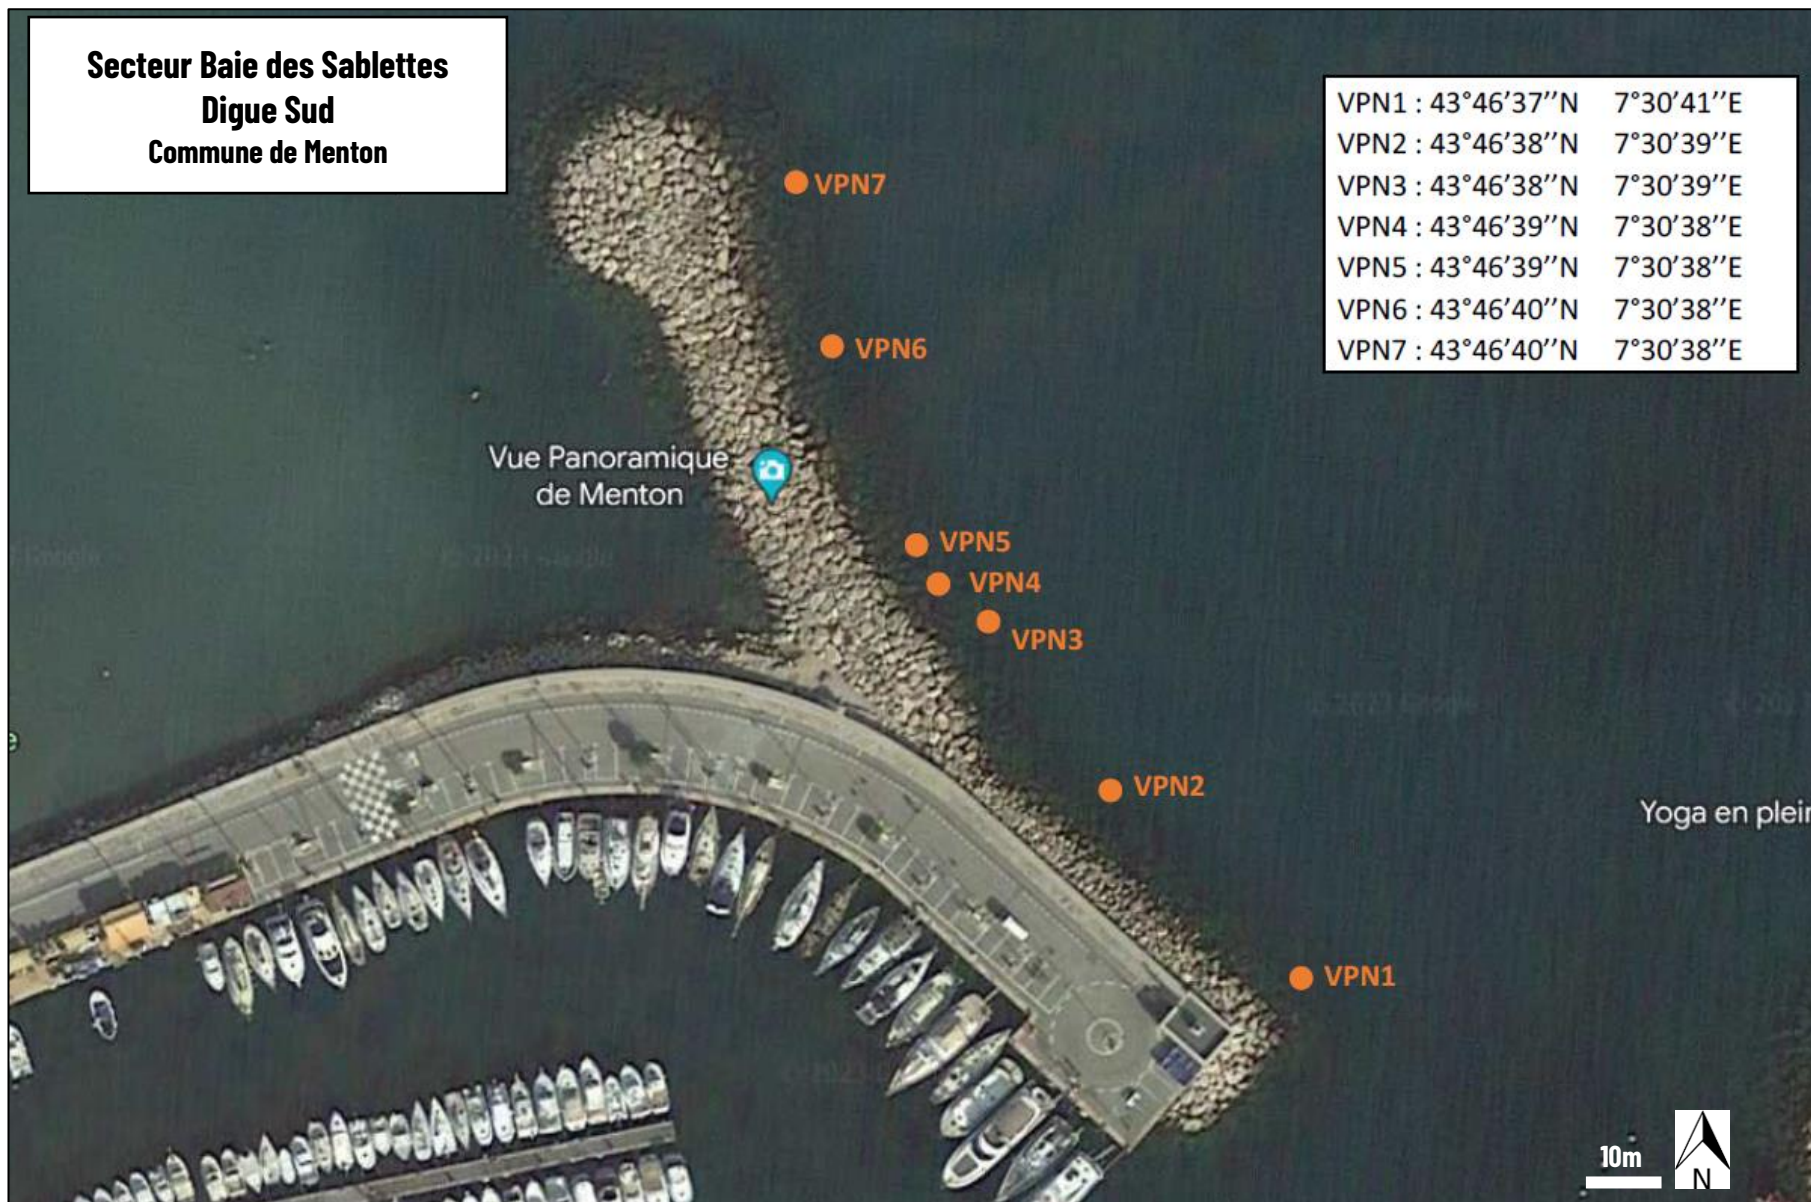 Secteur Baie des Sablettes
Digue Sud
Commune de Menton
VPN1 : 43°46’37’’N 7°30’41’’E
VPN2 : 43°46’38’’N 7°30’39’’E
VPN3 : 43°46’38’’N 7°30’39’’E
VPN4 : 43°46’39’’N 7°30’38’’E
VPN5 : 43°46’39’’N 7°30’38’’E
VPN6 : 43°46’40’’N 7°30’38’’E
VPN7 : 43°46’40’’N 7°30’38’’E
VPN7
VPN6
Vue Panoramique
de Menton
VPN5
VPN4
VPN3
VPN2
Yoga en plein
VPN1
10m
N